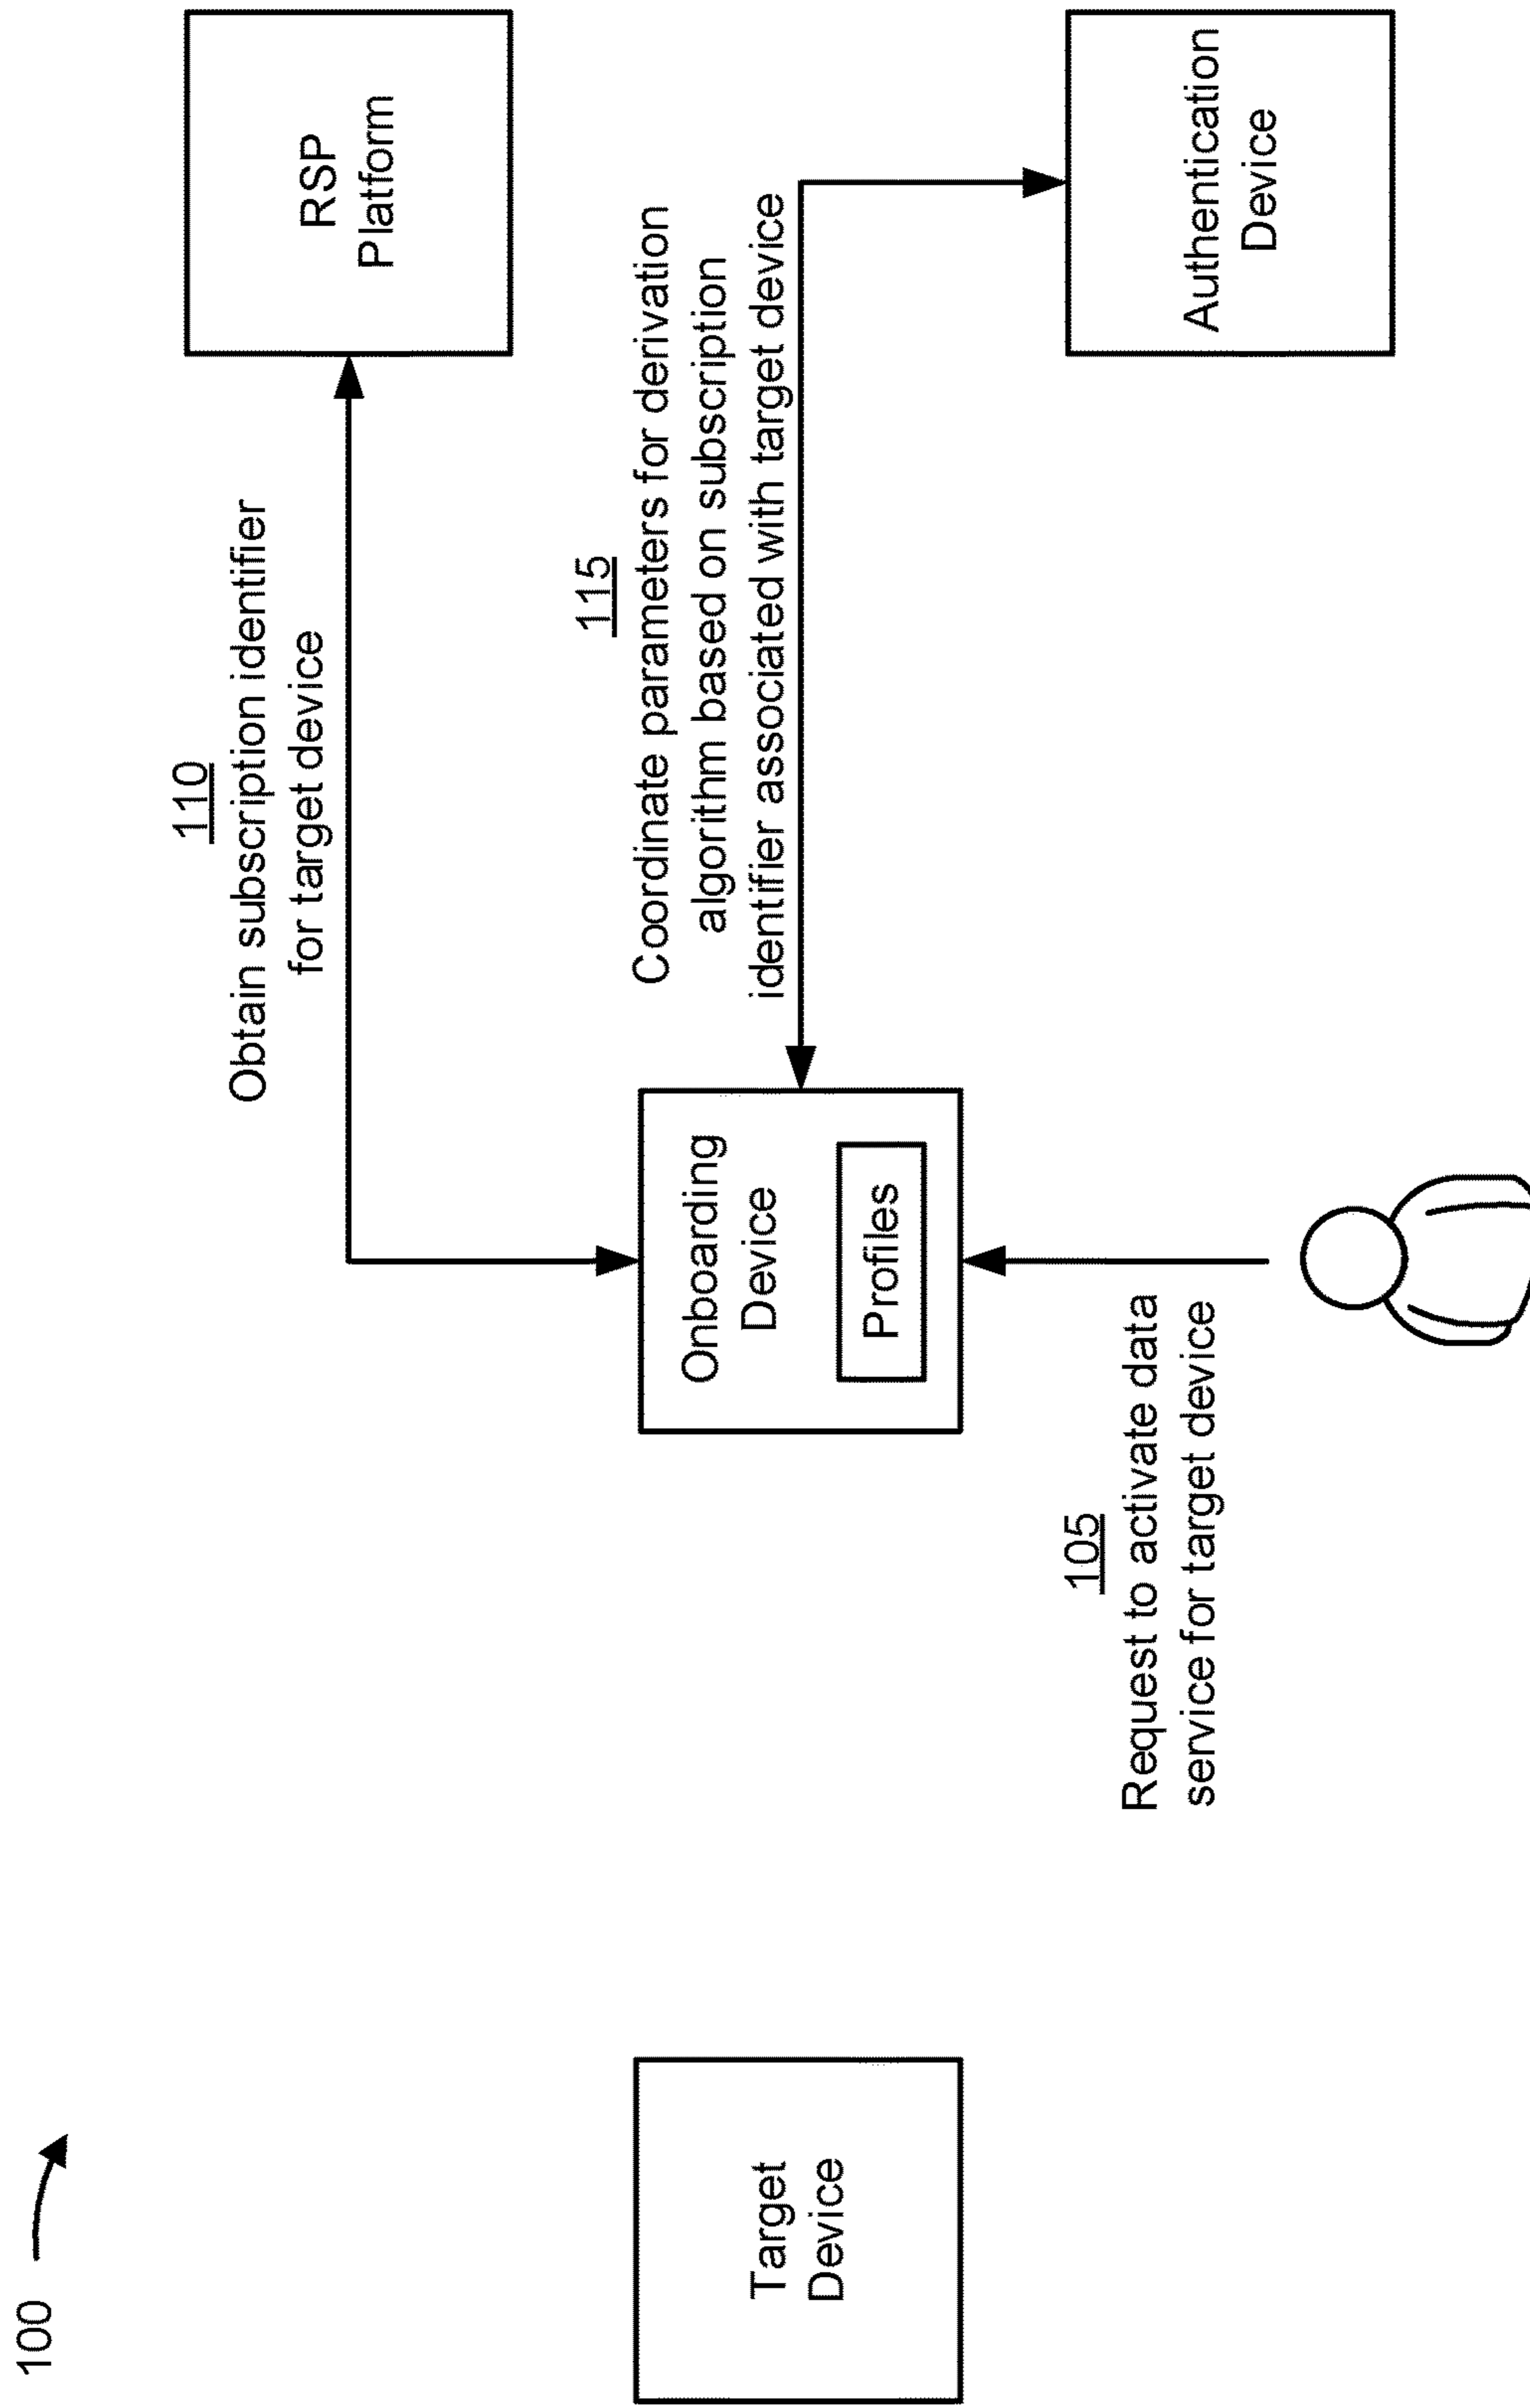 100
110
Obtain subscription identifier
for target device
RSP
Platform
115
Coordinate parameters for derivation
algorithm based on subscription
identifier associated with target device
Target
Device
Onboarding
Device
Profiles
105
Request to activate data
service for target device
Authentication
Device